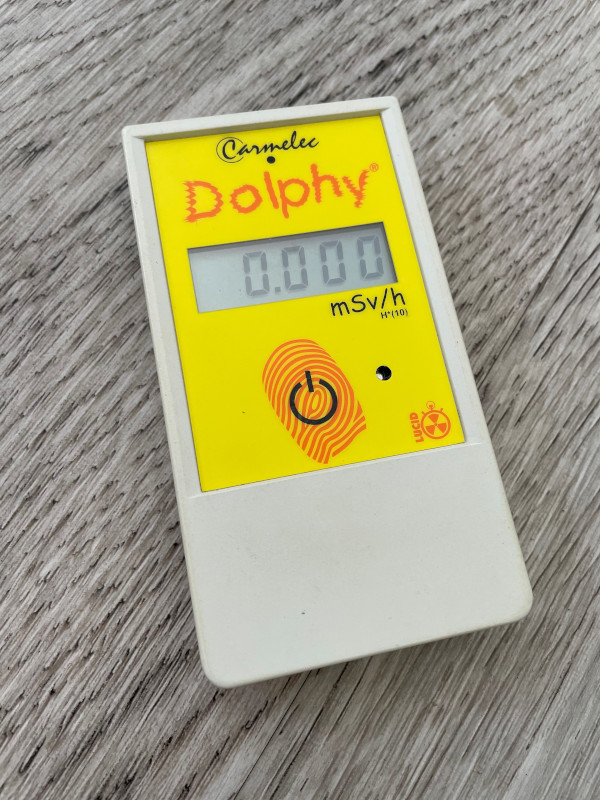 Carmelec
Dolphy®
0.000
mSv/h
H*(10)
LUCID